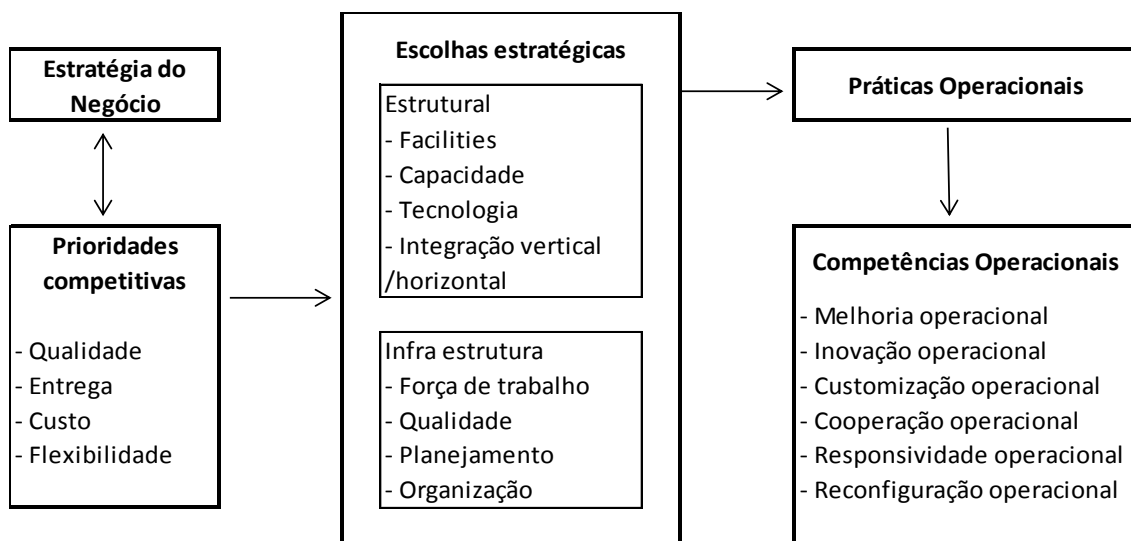 Estratégia do
Negócio
Prioridades
competitivas
- Qualidade
- Entrega
- Custo
- Flexibilidade
Escolhas estratégicas
Estrutural
- Facilities
- Capacidade
- Tecnologia
- Integração vertical
/horizontal
Infra estrutura
- Força de trabalho
- Qualidade
- Planejamento
- Organização
Práticas Operacionais
Competências Operacionais
- Melhoria operacional
- Inovação operacional
- Customização operacional
- Cooperação operacional
- Responsividade operacional
- Reconfiguração operacional